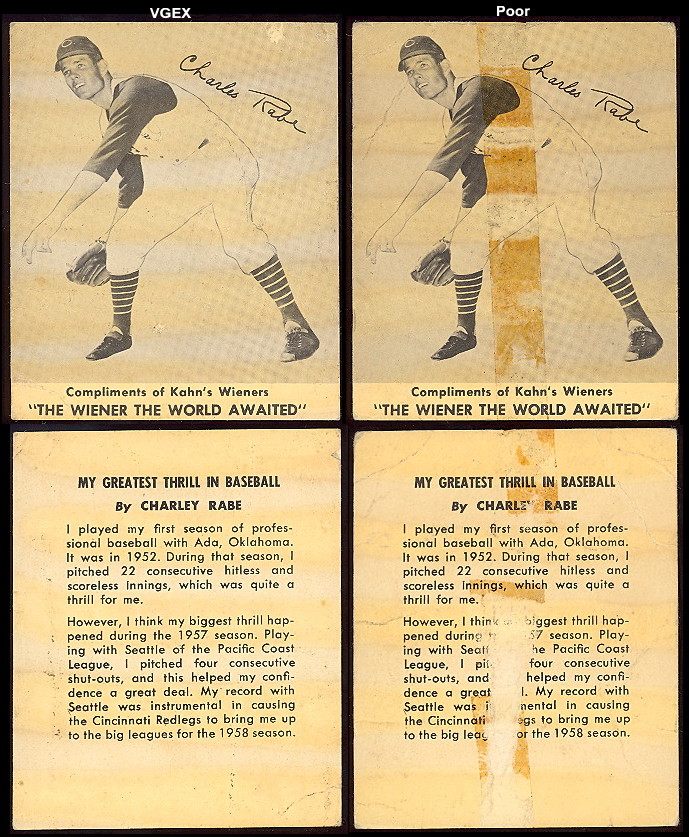 VGEX
Charles Rabe
Compliments of Kahn's Wieners
"THE WIENER THE WORLD AWAITED"
Poor
Charles Rabe
Compliments of Kahn's Wieners
"THE WIENER THE WORLD AWAITED"
MY GREATEST THRILL IN BASEBALL
By CHARLEY RABE
I played my first season of profes-
sional baseball with Ada, Oklahoma.
It was in 1952. During that season, I
pitched 22 consecutive hitless and
scoreless Innings, which was quite a
thrill for me.
However, I think my biggest thrill hap-
pened during the 1957 season. Play-
ing with Seattle of the Pacific Coast
League, I pitched four consecutive
shut-outs, and this helped my confi-
dence a great deal. My record with
Seattle was instrumental in causing
the Cincinnati Redlegs to bring me up
to the big leagues for the 1958 season.
MY GREATEST THRILL IN BASEBALL
By CHARLE RABE
I played my first season of profes-
sional baseball with Ada, Oklahoma.
It was in 1952. During that season, I
pitched 22 consecutive hitless and
scoreless Innings, which was quite a
thrill for me.
However, I think biggest thrill hap-
pened during 57 season. Play-
ing with Seat he Pacific Coast
League, I pi four consecutive
shut-outs, and helped my confi-
dence a great l. My record with
Seattle was i mental in causing
the Cincinnati egs to bring me up
to the big leag or the 1958 season.